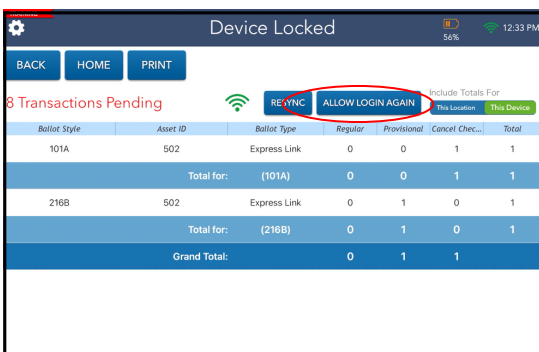 Device Locked
56%
12:33 PM
BACK HOME PRINT
8 Transactions Pending
RESYNC ALLOW LOGIN AGAIN
Include Totals For
This Location This Device
Ballot Style Asset ID Ballot Type Regular Provisional Cancel Chec... Total
101A 502 Express Link 0 0 1 1
Total for: (101A) 0 0 1 1
216B 502 Express Link 0 1 0 1
Total for: (216B) 0 1 0 1
Grand Total: 0 1 1